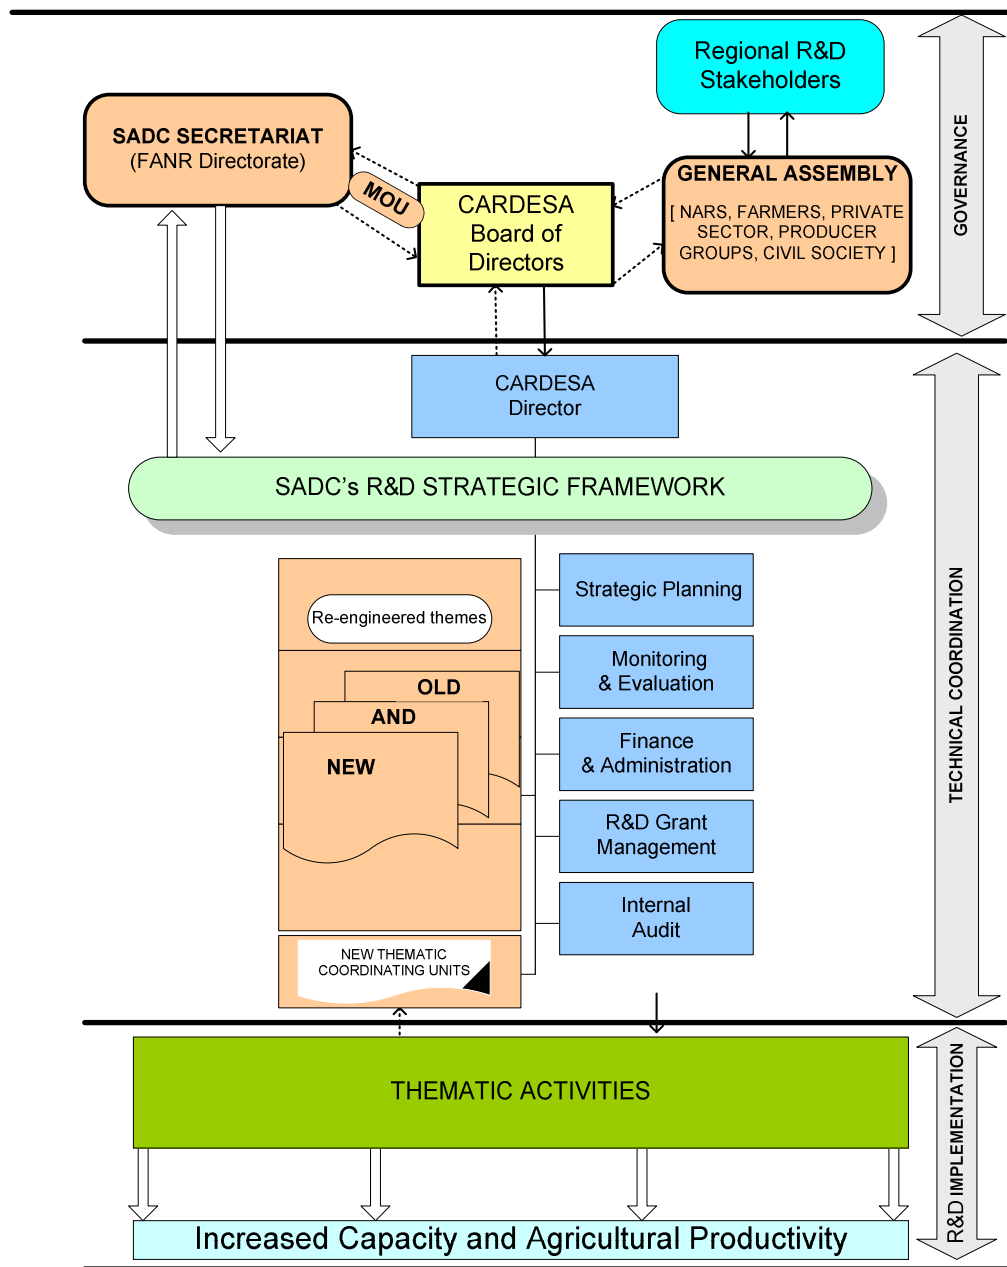 Regional R&D
Stakeholders
SADC SECRETARIAT
(FANR Directorate)
MOU
CARDESA
Board of
Directors
GENERAL ASSEMBLY
[ NARS, FARMERS, PRIVATE
SECTOR, PRODUCER
GROUPS, CIVIL SOCIETY ]
GOVERNANCE
CARDESA
Director
SADC's R&D STRATEGIC FRAMEWORK
Re-engineered themes
OLD
AND
NEW
NEW THEMATIC
COORDINATING UNITS
Strategic Planning
Monitoring
& Evaluation
Finance
& Administration
R&D Grant
Management
Internal
Audit
TECHNICAL COORDINATION
THEMATIC ACTIVITIES
Increased Capacity and Agricultural Productivity
R&D IMPLEMENTATION